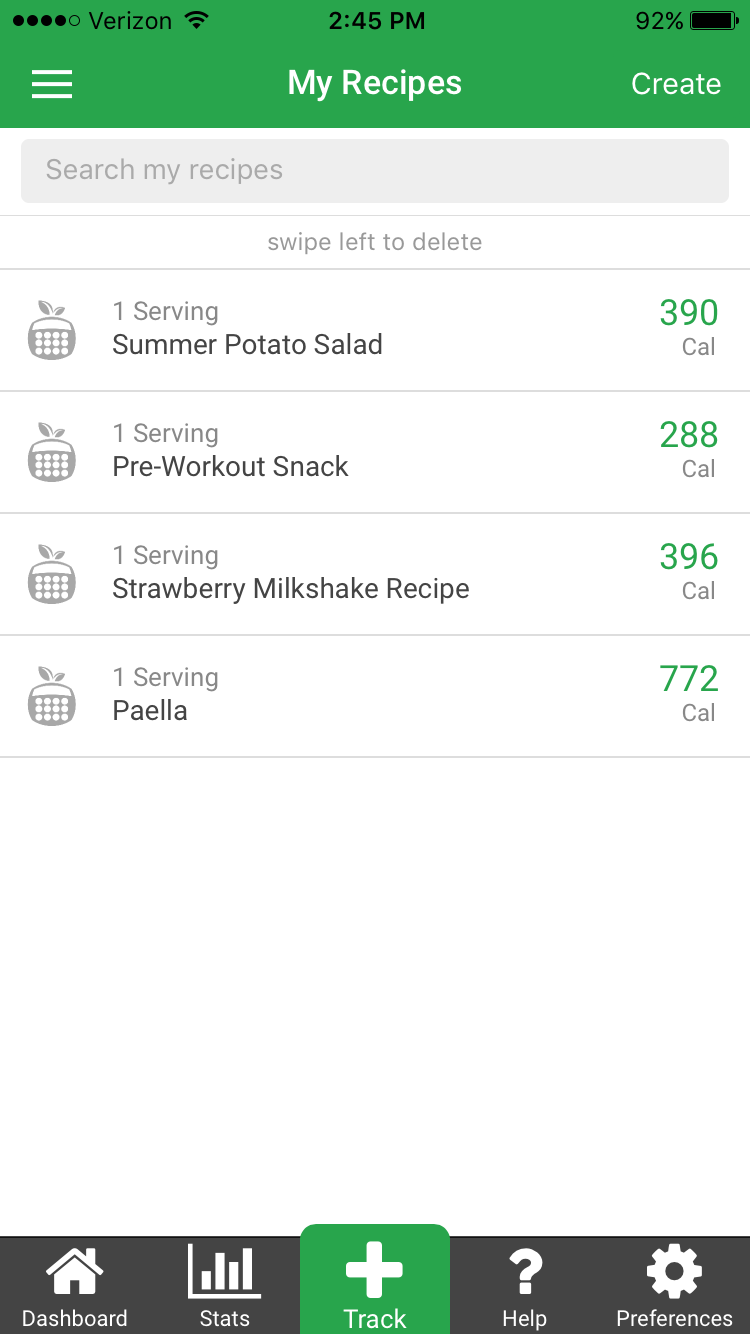 Verizon 2:45 PM 92%
My Recipes Create
Search my recipes
swipe left to delete
1 Serving 390
Summer Potato Salad Cal
1 Serving 288
Pre-Workout Snack Cal
1 Serving 396
Strawberry Milkshake Recipe Cal
1 Serving 772
Paella Cal
Dashboard Stats Track Help Preferences